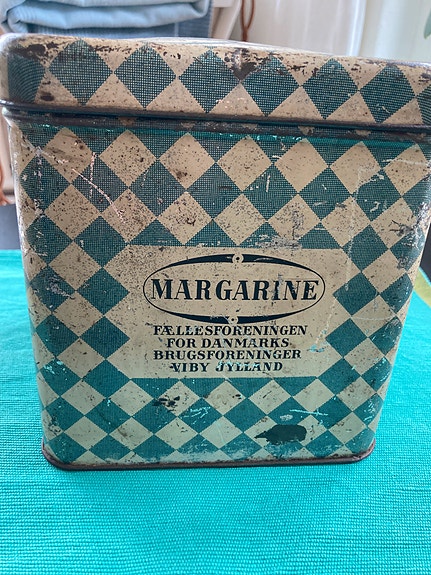 MARGARINE
FÆLLESFORENINGEN
FOR DANMARKS
BRUGSFORENINGER
VIBY JYLLAND